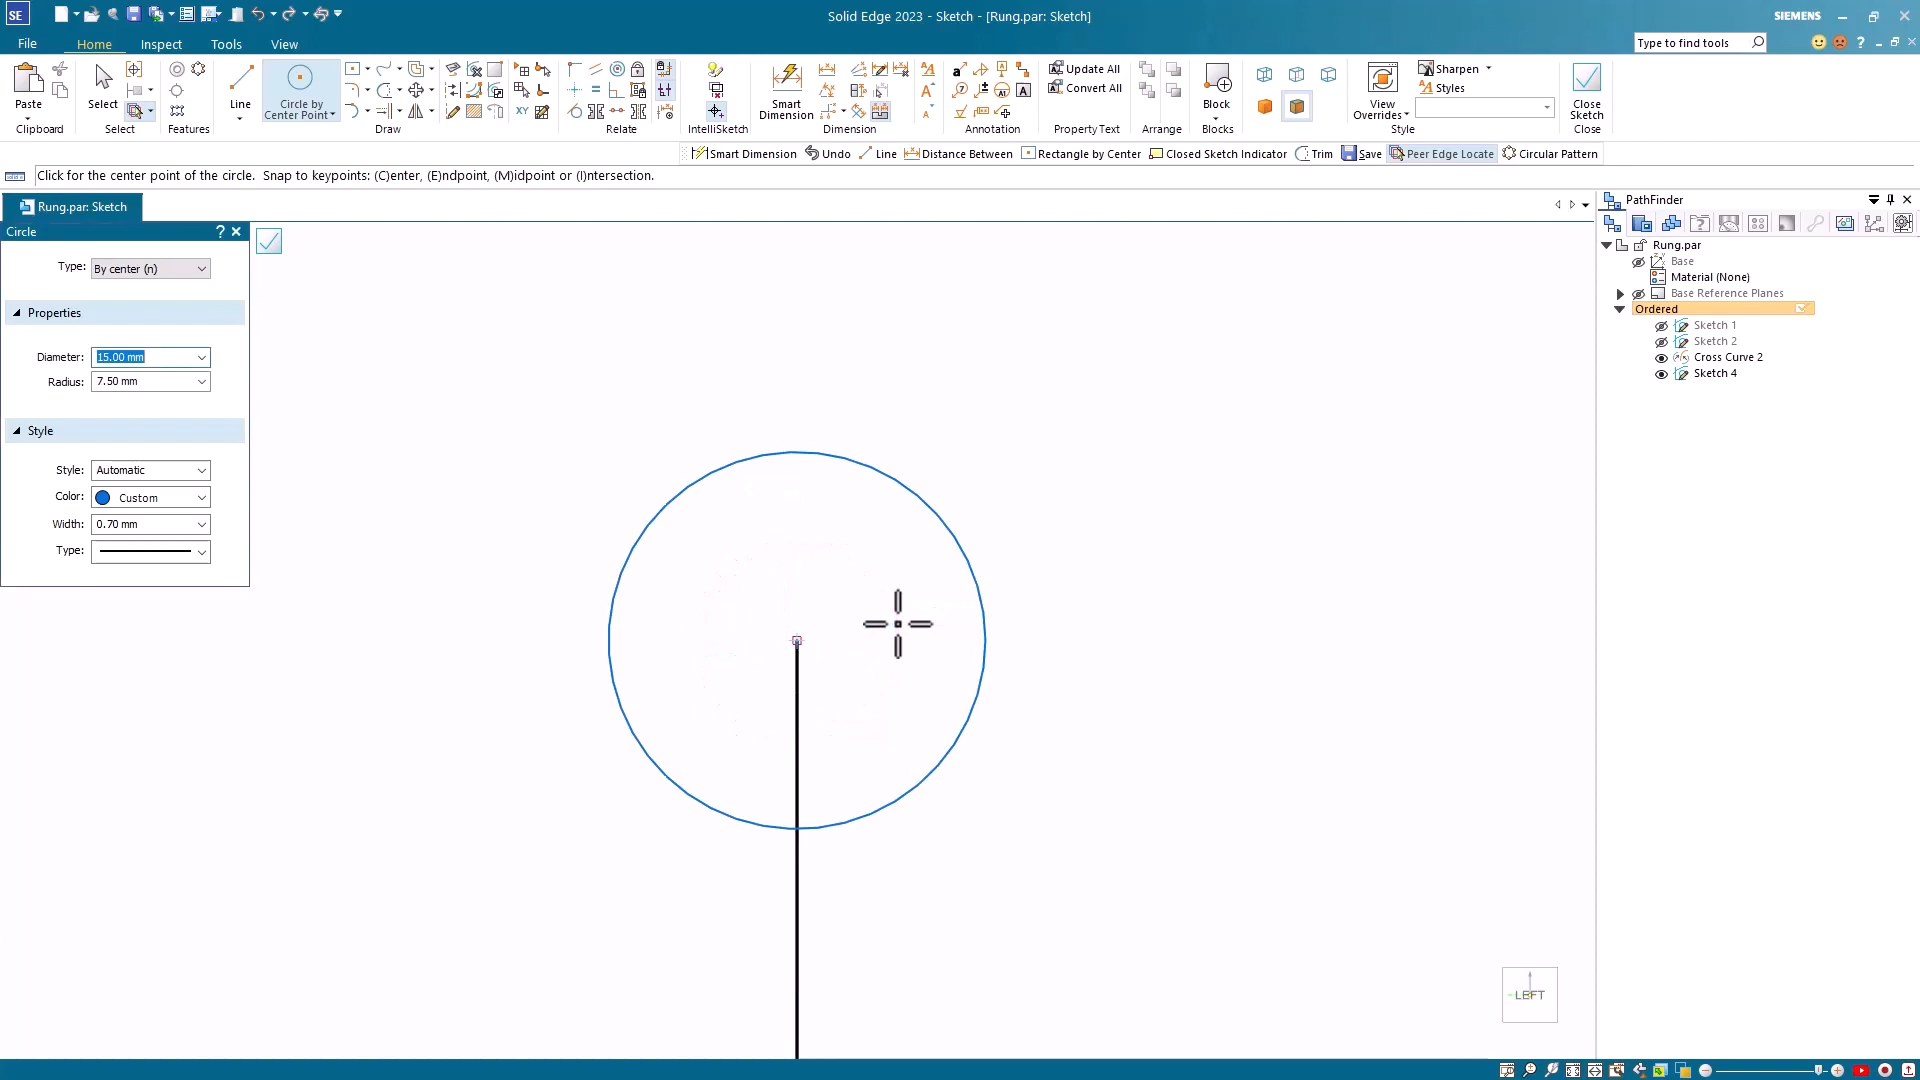 SE
Solid Edge 2023 - Sketch - [Rung.par: Sketch]
SIEMENS
File
Home
Inspect
Tools
View
Type to find tools
Paste
Clipboard
Select
Select
Features
Line
Circle by
Center Point
Draw
Relate
IntelliSketch
Smart
Dimension
Dimension
Annotation
Update All
Convert All
PropertyText
Arrange
Block
Blocks
View
Overrides
Sharpen
Styles
Style
Close
Sketch
Close
Smart Dimension
Undo
Line
Distance Between
Rectangle by Center
Closed Sketch Indicator
Trim
Save
Peer Edge Locate
Circular Pattern
Click for the center point of the circle. Snap to keypoints: (C)enter, (E)ndpoint, (M)idpoint or (I)ntersection.
Rung.par: Sketch
Circle
?
Type: By center (n)
Properties
Diameter: 15.00 mm
Radius: 7.50 mm
Style
Style: Automatic
Color: Custom
Width: 0.70 mm
Type:
PathFinder
Rung.par
Base
Material (None)
Base Reference Planes
Ordered
Sketch 1
Sketch 2
Cross Curve 2
Sketch 4
LEFT